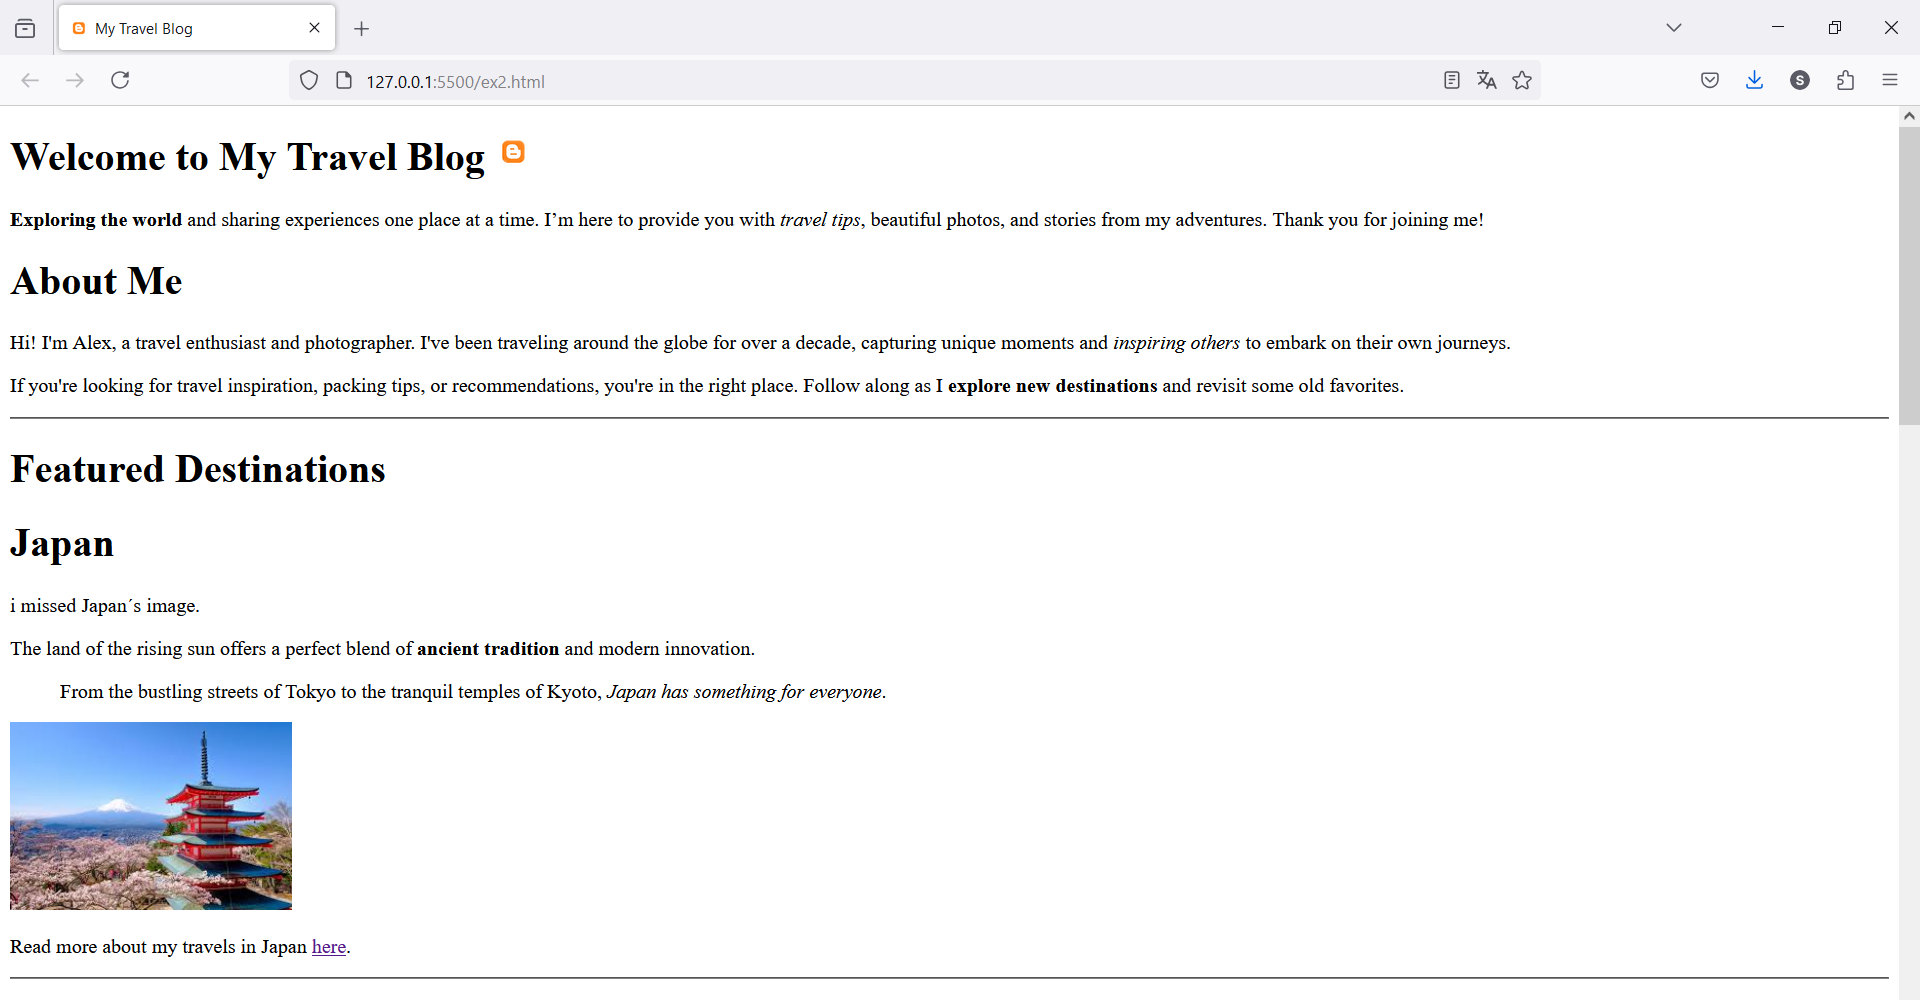 My Travel Blog
127.0.0.1:5500/ex2.html
S
Welcome to My Travel Blog
Exploring the world and sharing experiences one place at a time. I’m here to provide you with travel tips, beautiful photos, and stories from my adventures. Thank you for joining me!
About Me
Hi! I'm Alex, a travel enthusiast and photographer. I've been traveling around the globe for over a decade, capturing unique moments and inspiring others to embark on their own journeys.
If you're looking for travel inspiration, packing tips, or recommendations, you're in the right place. Follow along as I explore new destinations and revisit some old favorites.
Featured Destinations
Japan
i missed Japan´s image.
The land of the rising sun offers a perfect blend of ancient tradition and modern innovation.
From the bustling streets of Tokyo to the tranquil temples of Kyoto, Japan has something for everyone.
Read more about my travels in Japan here.